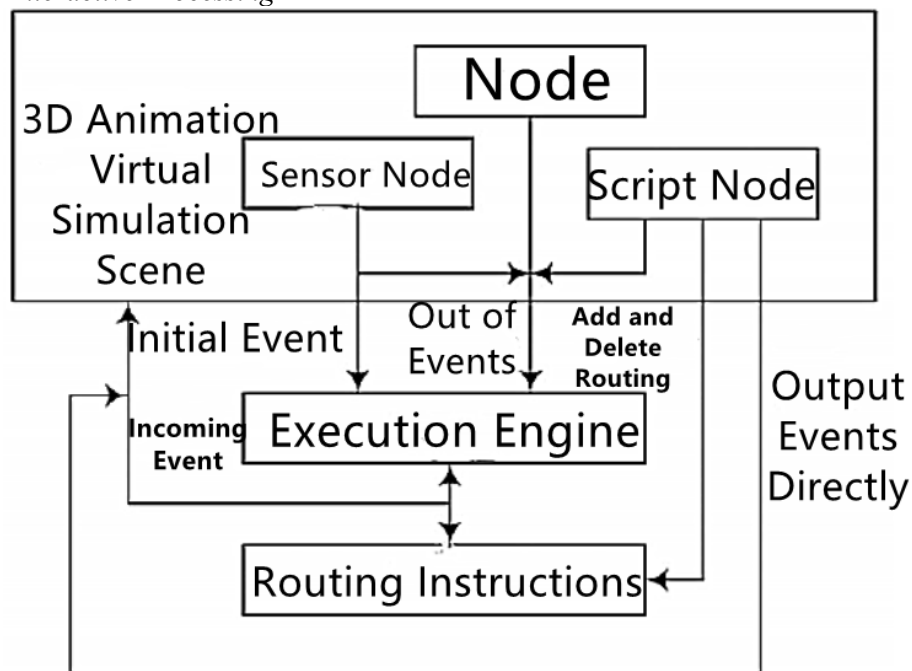 Node
3D Animation
Virtual
Simulation
Scene
Sensor Node
Script Node
Initial Event
Out of
Events
Add and
Delete
Routing
Output
Events
Directly
Incoming
Event
Execution Engine
Routing Instructions